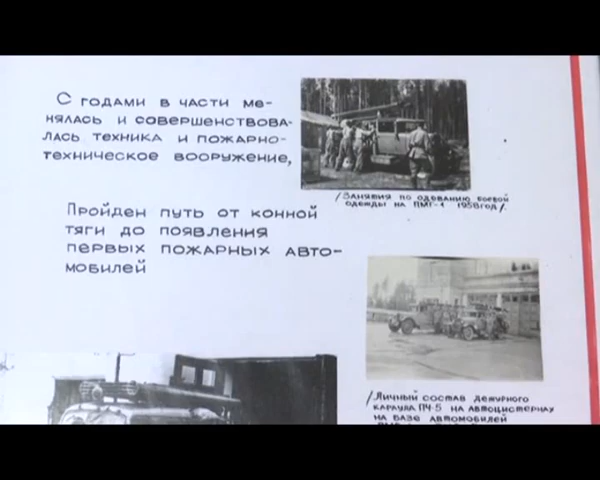 С годами в части ме-
нялась и совершенствова-
лась техника и пожарно-
техническое вооружение,
/Занятия по одеванию боевой
одежды на ПМГ-1 1958год/.
Пройден путь от конной
тяги до появления
первых пожарных авто-
мобилей
/Личный состав дежурного
караула ПЧ-5 на автоцистернах
на базе автомобилей